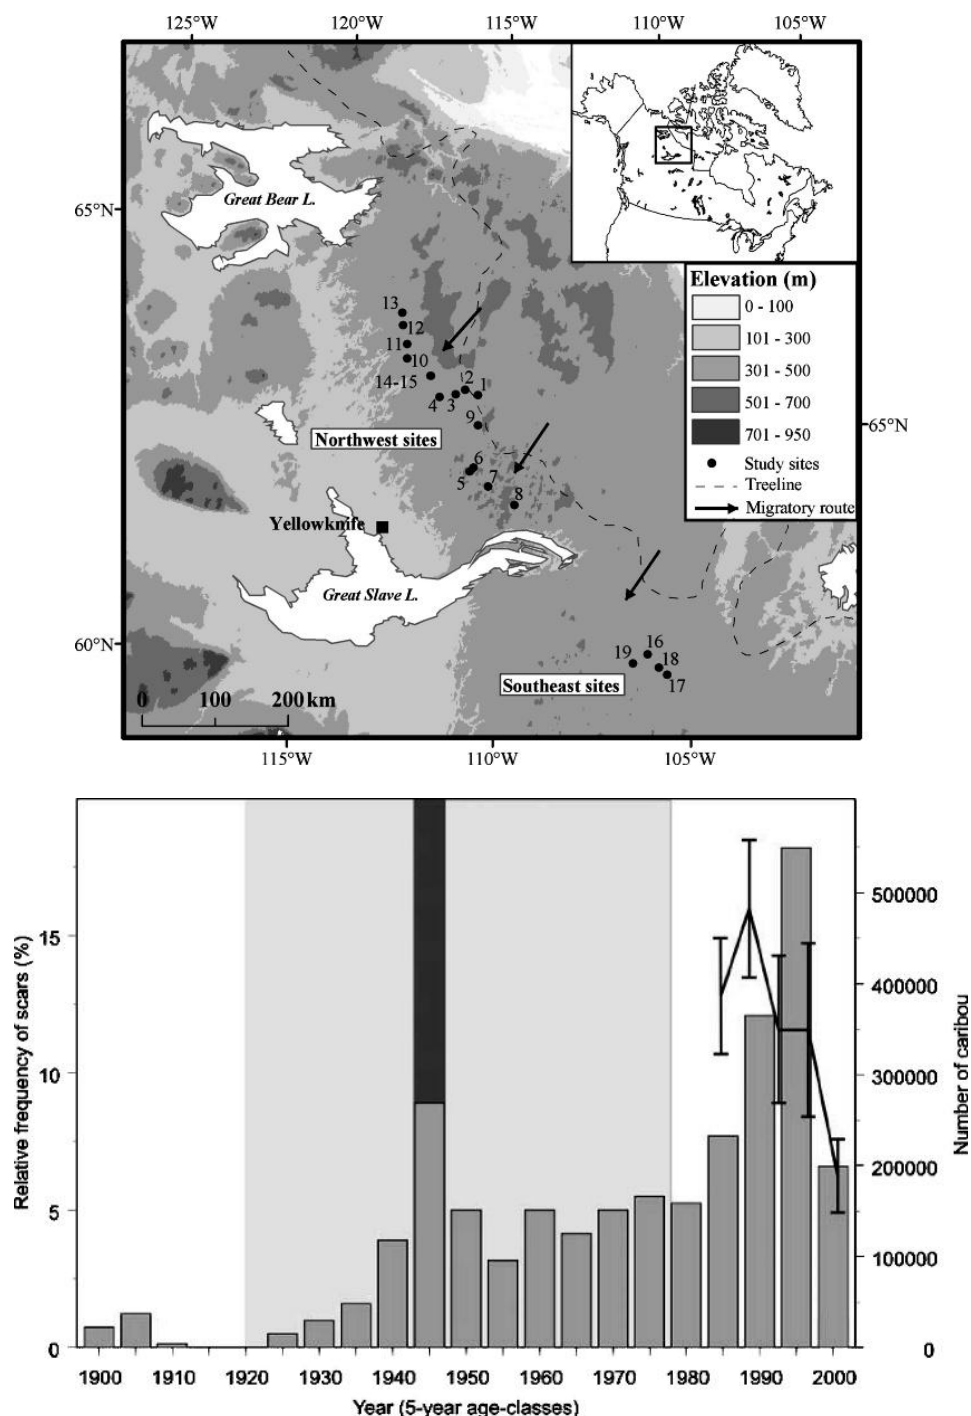 125°W 120°W 115°W 110°W 105°W
Great Bear L.
65°N
Elevation (m)
0 - 100
101 - 300
301 - 500
501 - 700
701 - 950
Study sites
Treeline
Migratory route
13
12
11
10
14-15
2
1
4
3
9
65°N
Northwest sites
6
5
7
8
Yellowknife
Great Slave L.
60°N
16
19
18
17
Southeast sites
0 100 200 km
115°W 110°W 105°W
Relative frequency of scars (%)
15
10
5
0
500000
400000
300000
200000
100000
0
Number of caribou
1900 1910 1920 1930 1940 1950 1960 1970 1980 1990 2000
Year (5-year age-classes)